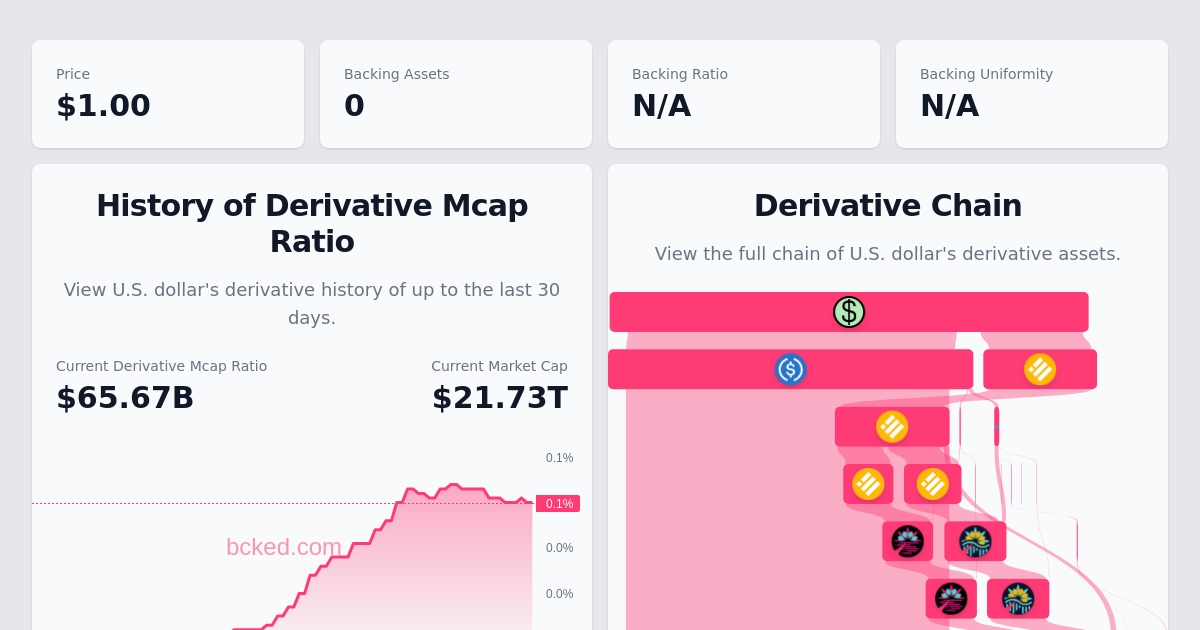 Price
$1.00
Backing Assets
0
Backing Ratio
N/A
Backing Uniformity
N/A
History of Derivative Mcap
Ratio
View U.S. dollar's derivative history of up to the last 30
days.
Current Derivative Mcap Ratio
$65.67B
Current Market Cap
$21.73T
0.1%
0.1%
0.0%
0.0%
bcked.com
Derivative Chain
View the full chain of U.S. dollar's derivative assets.
$
$